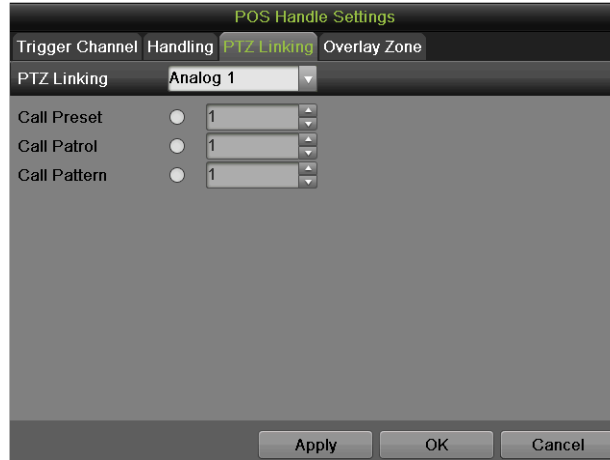 POS Handle Settings
Trigger Channel Handling PTZ Linking Overlay Zone
PTZ Linking Analog 1
Call Preset 1
Call Patrol 1
Call Pattern 1
Apply OK Cancel